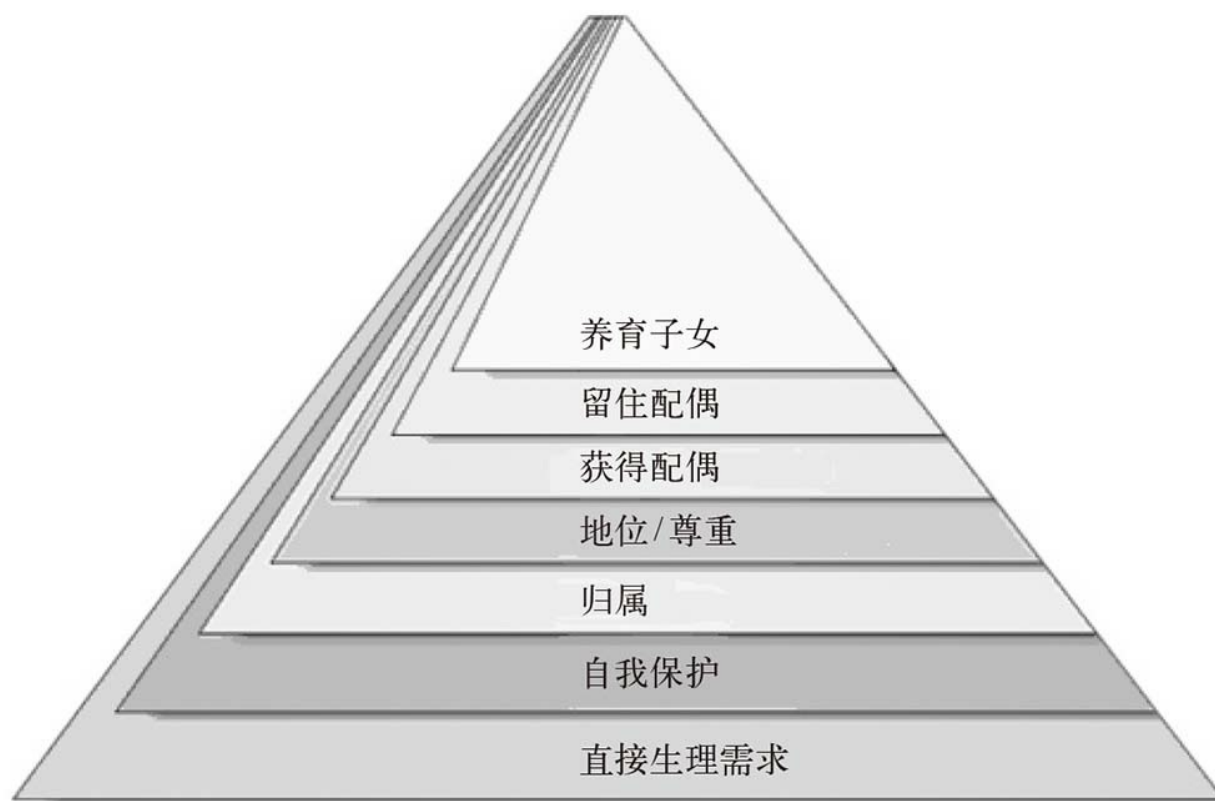 养育子女
留住配偶
获得配偶
地位/尊重
归属
自我保护
直接生理需求